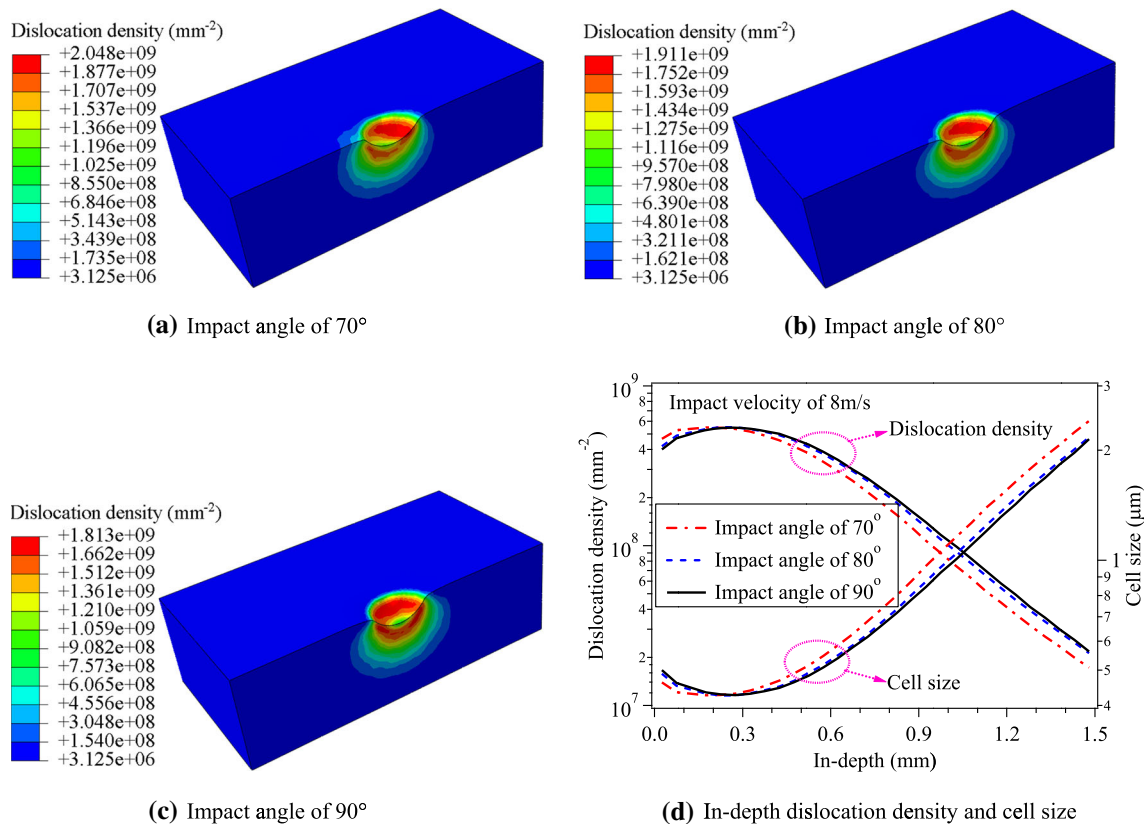 Dislocation density (mm-2)
+2.048e+09
+1.877e+09
+1.707e+09
+1.537e+09
+1.366e+09
+1.196e+09
+1.025e+09
+8.550e+08
+6.846e+08
+5.143e+08
+3.439e+08
+1.735e+08
+3.125e+06
(a) Impact angle of 70°
Dislocation density (mm-2)
+1.911e+09
+1.752e+09
+1.593e+09
+1.434e+09
+1.275e+09
+1.116e+09
+9.570e+08
+7.980e+08
+6.390e+08
+4.801e+08
+3.211e+08
+1.621e+08
+3.125e+06
(b) Impact angle of 80°
Dislocation density (mm-2)
+1.813e+09
+1.662e+09
+1.512e+09
+1.361e+09
+1.210e+09
+1.059e+09
+9.082e+08
+7.573e+08
+6.065e+08
+4.556e+08
+3.048e+08
+1.540e+08
+3.125e+06
(c) Impact angle of 90°
Impact velocity of 8m/s
Dislocation density
Impact angle of 70°
Impact angle of 80°
Impact angle of 90°
Cell size
Dislocation density (mm-2)
10⁹
8
6
4
2
10⁸
8
6
4
2
10⁷
Cell size (μm)
3
2
1
9
8
7
6
5
4
0.0 0.3 0.6 0.9 1.2 1.5
In-depth (mm)
(d) In-depth dislocation density and cell size